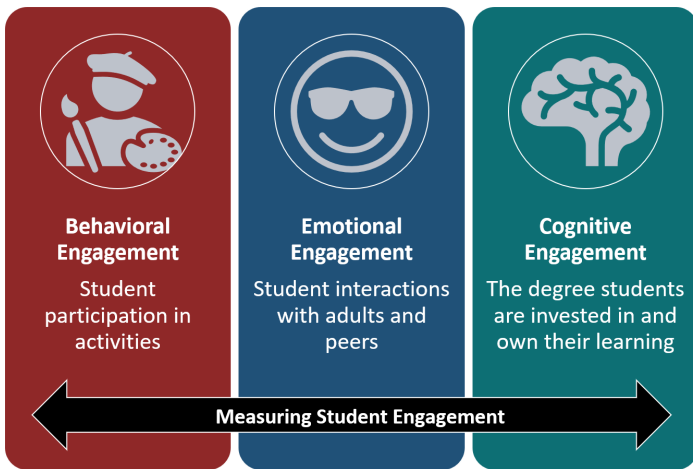 Behavioral
Engagement
Student
participation in
activities
Emotional
Engagement
Student interactions
with adults and
peers
Cognitive
Engagement
The degree students
are invested in and
own their learning
Measuring Student Engagement